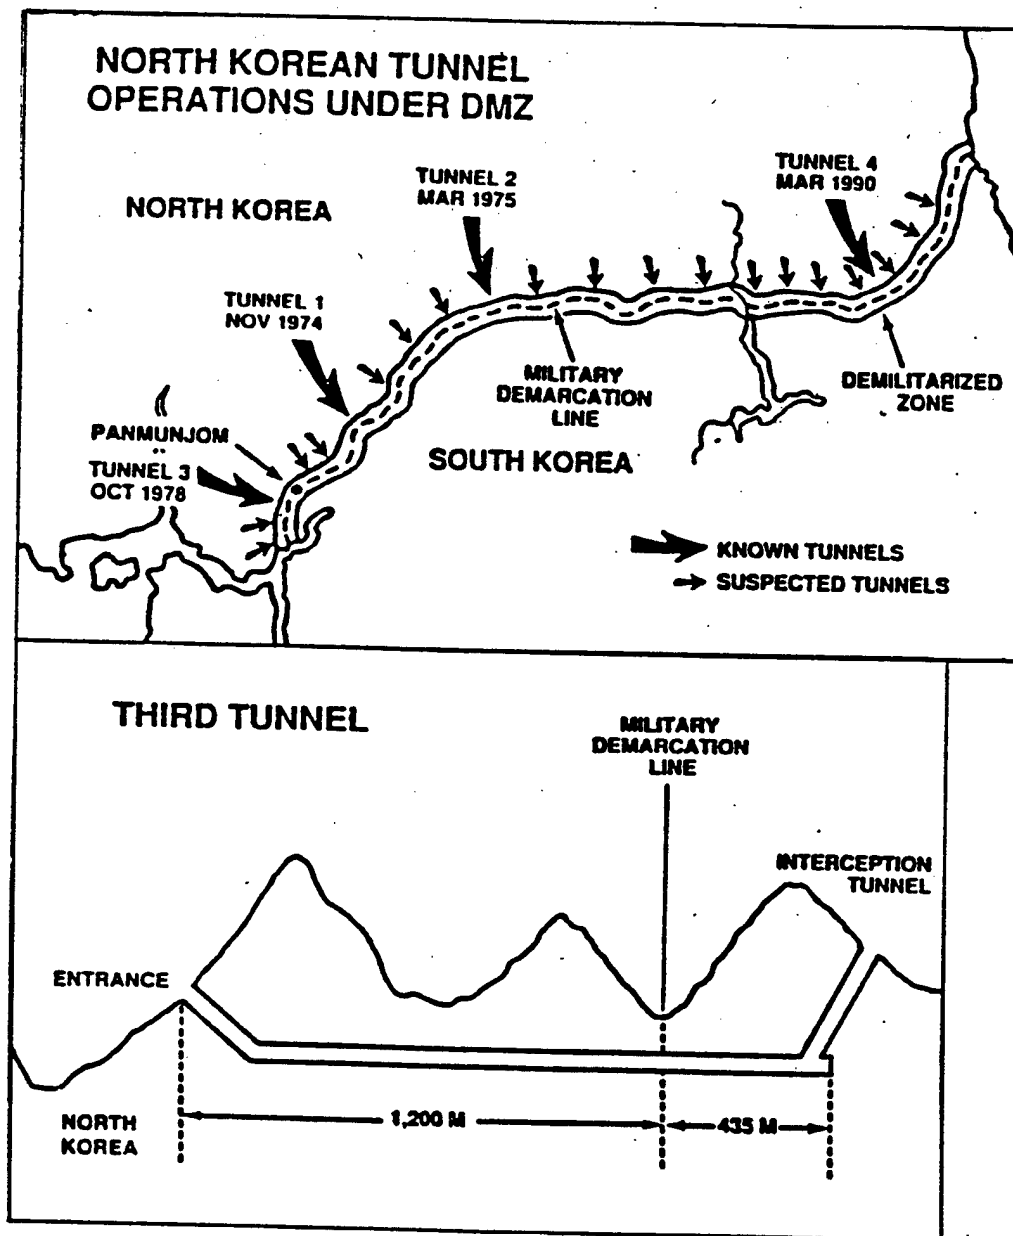 NORTH KOREAN TUNNEL
OPERATIONS UNDER DMZ
TUNNEL 2
MAR 1975
TUNNEL 4
MAR 1990
NORTH KOREA
TUNNEL 1
NOV 1974
MILITARY
DEMARCATION
LINE
DEMILITARIZED
ZONE
PANMUNJOM
TUNNEL 3
OCT 1978
SOUTH KOREA
KNOWN TUNNELS
SUSPECTED TUNNELS
THIRD TUNNEL
MILITARY
DEMARCATION
LINE
INTERCEPTION
TUNNEL
ENTRANCE
1,200 M
435 M
NORTH
KOREA